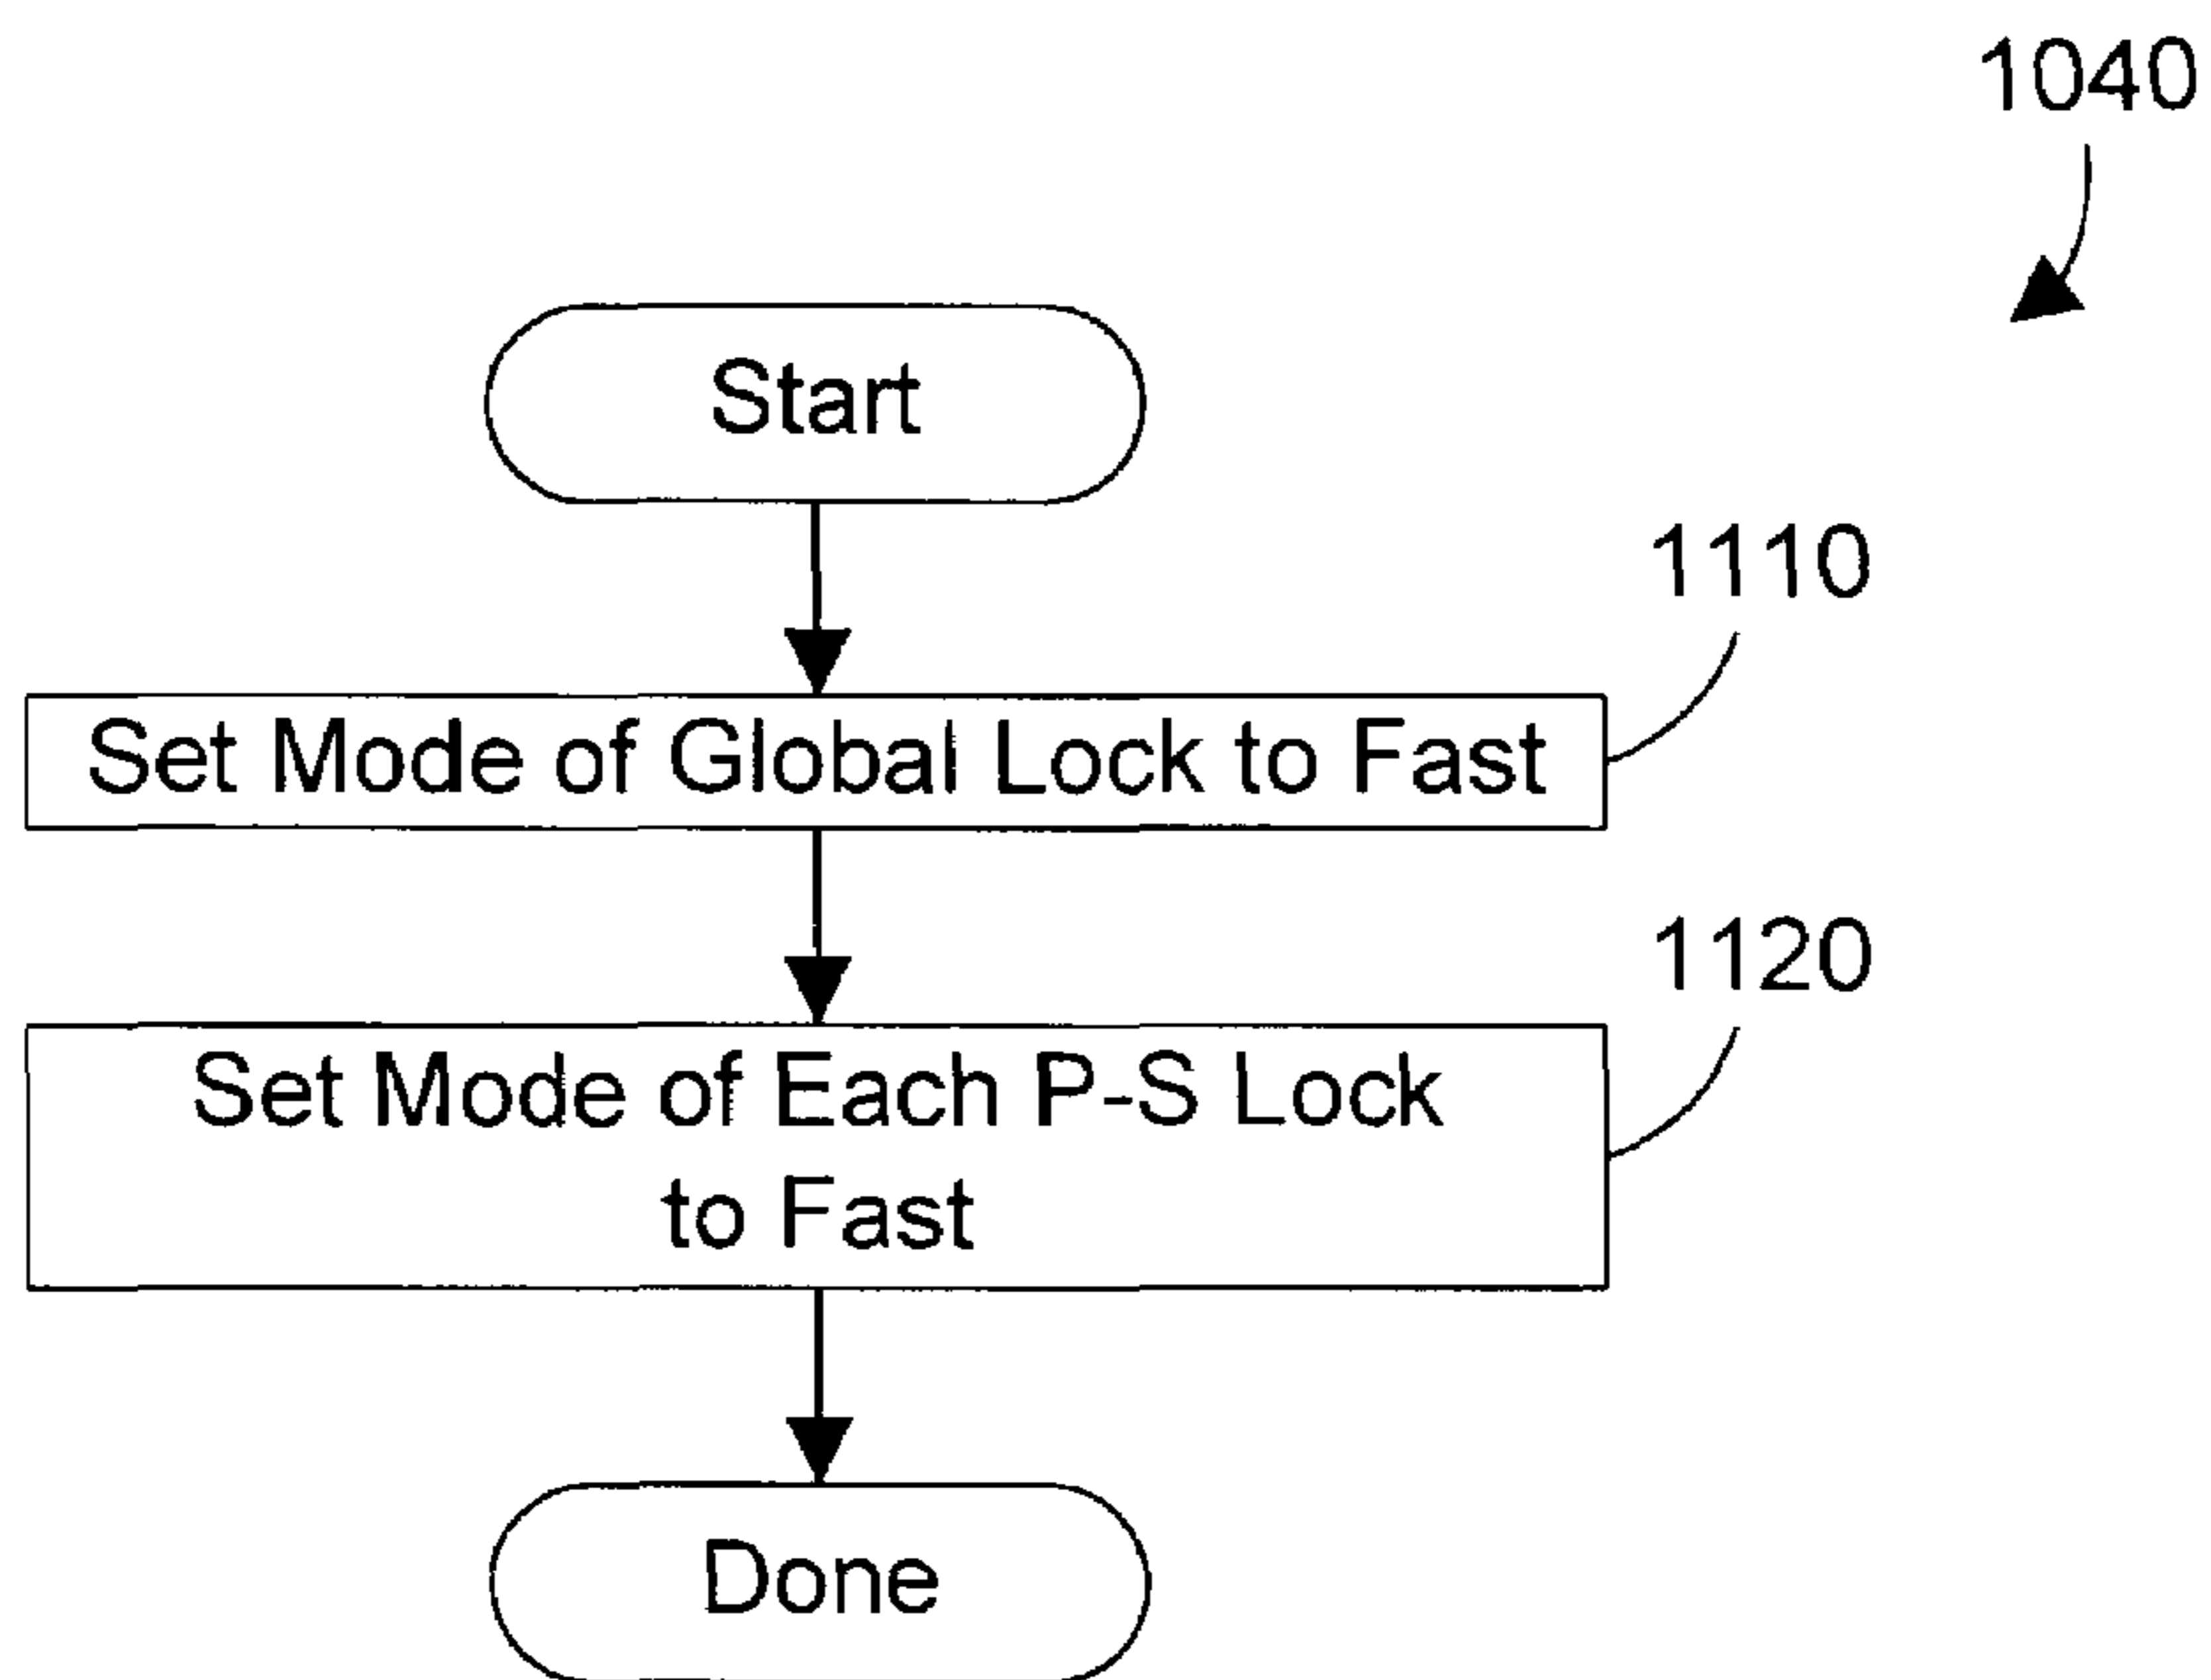 1040
Start
1110
Set Mode of Global Lock to Fast
1120
Set Mode of Each P-S Lock
to Fast
Done